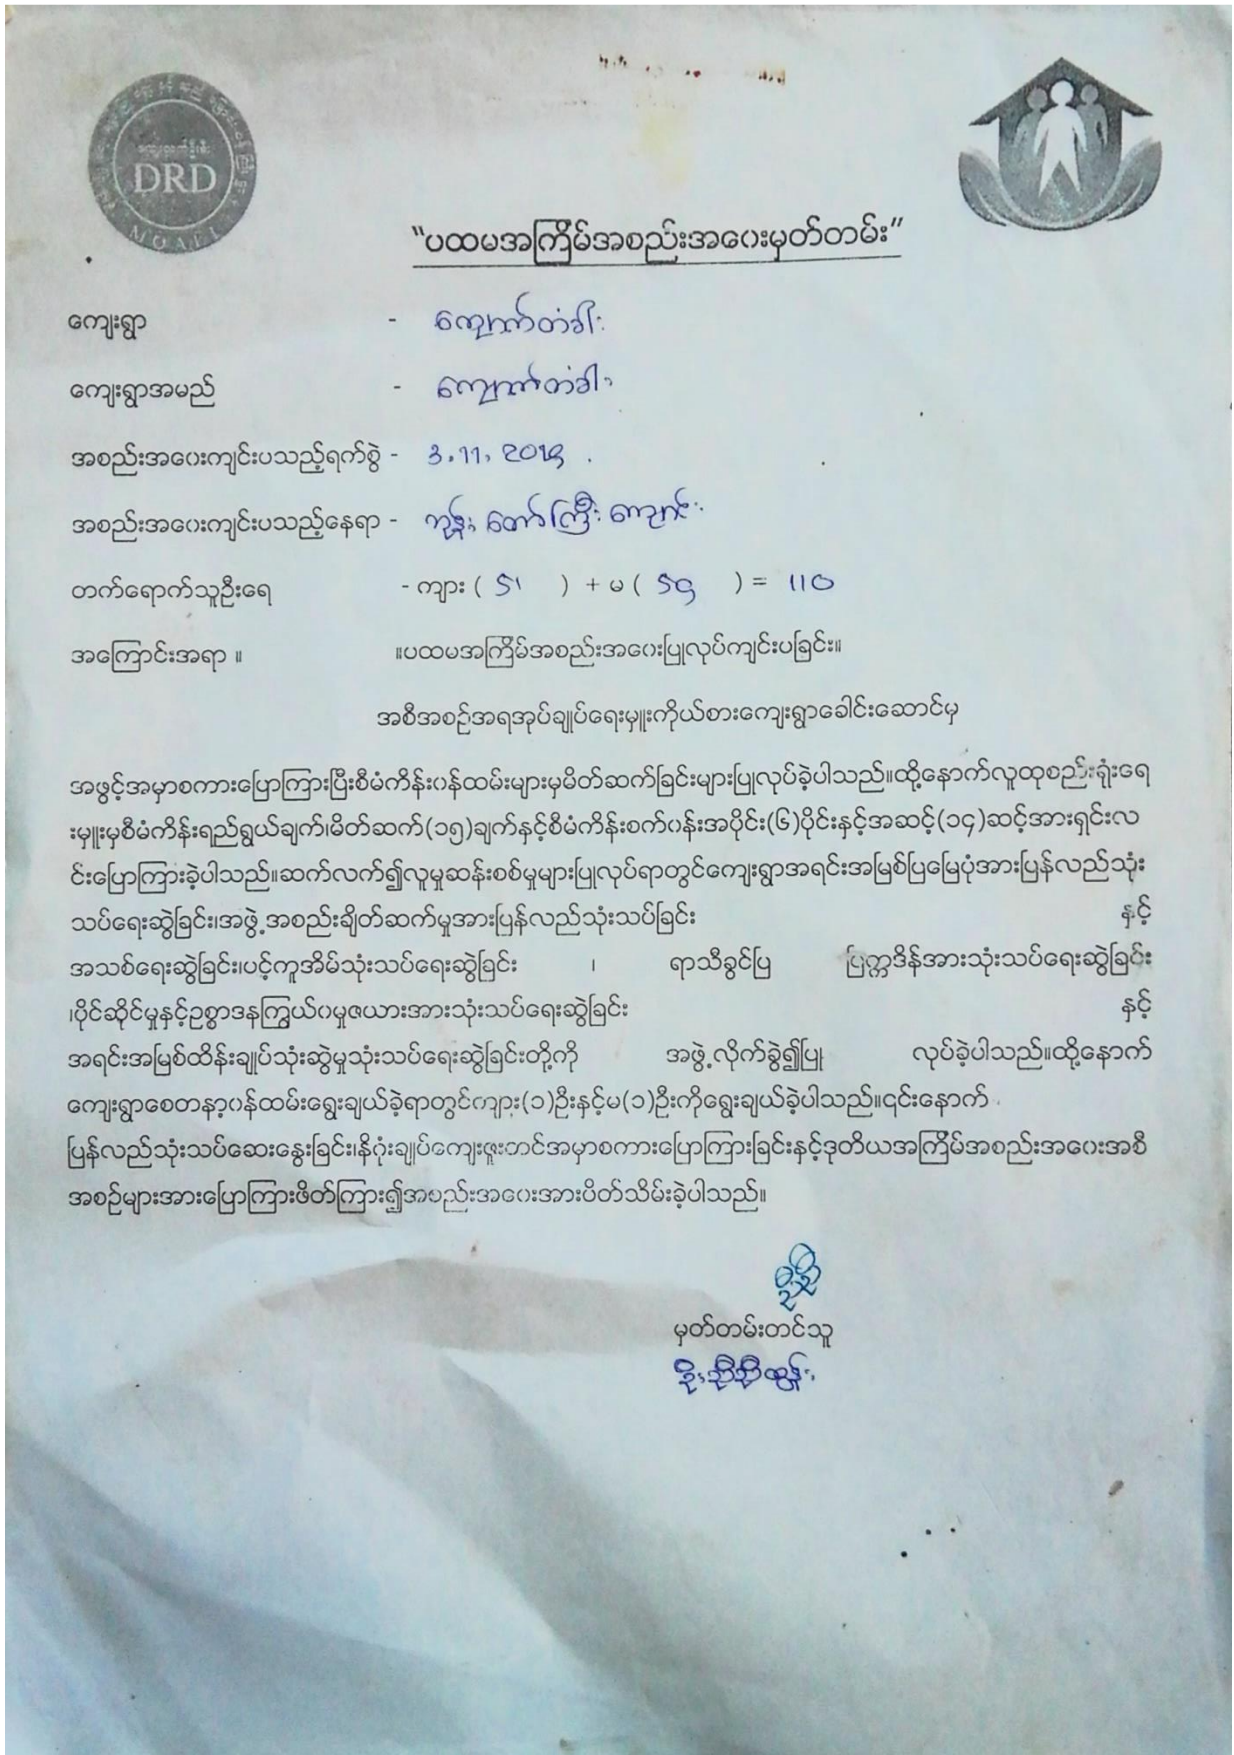 DRD
"ပထမအကြိမ်အစည်းအဝေးမှတ်တမ်း"
ကျေးရွာ - ကျောက်တံခါး
ကျေးရွာအမည် - ကျောက်တံခါး
အစည်းအဝေးကျင်းပသည့်ရက်စွဲ - 3.11.2019.
အစည်းအဝေးကျင်းပသည့်နေရာ - ဘုန်းတော်ကြီးကျောင်း
တက်ရောက်သူဦးရေ - ကျား ( 51 ) + မ ( 59 ) = 110
အကြောင်းအရာ ။ ။ပထမအကြိမ်အစည်းအဝေးပြုလုပ်ကျင်းပခြင်း။
အစီအစဉ်အရအုပ်ချုပ်ရေးမှူးကိုယ်စားကျေးရွာခေါင်းဆောင်မှ
အဖွင့်အမှာစကားပြောကြားပြီးစီမံကိန်းဝန်ထမ်းများမှမိတ်ဆက်ခြင်းများပြုလုပ်ခဲ့ပါသည်။ထို့နောက်လူထုစည်းရုံးရေ
းမှူးမှစီမံကိန်းရည်ရွယ်ချက်၊မိတ်ဆက်(၁၅)ချက်နှင့်စီမံကိန်းစက်ဝန်းအပိုင်း(၆)ပိုင်းနှင့်အဆင့်(၁၄)ဆင့်အားရှင်းလ
င်းပြောကြားခဲ့ပါသည်။ဆက်လက်၍လူမှုဆန်းစစ်မှုများပြုလုပ်ရာတွင်ကျေးရွာအရင်းအမြစ်ပြမြေပုံအားပြန်လည်သုံး
သပ်ရေးဆွဲခြင်း၊အဖွဲ့အစည်းချိတ်ဆက်မှုအားပြန်လည်သုံးသပ်ခြင်း နှင့်
အသစ်ရေးဆွဲခြင်း၊ပင့်ကူအိမ်သုံးသပ်ရေးဆွဲခြင်း ၊ ရာသီခွင်ပြ ပြက္ကဒိန်အားသုံးသပ်ရေးဆွဲခြင်း
၊ပိုင်ဆိုင်မှုနှင့်ဥစ္စာဒနကြွယ်ဝမှုဇယားအားသုံးသပ်ရေးဆွဲခြင်း နှင့်
အရင်းအမြစ်ထိန်းချုပ်သုံးဆွဲမှုသုံးသပ်ရေးဆွဲခြင်းတို့ကို အဖွဲ့လိုက်ခွဲ၍ပြု လုပ်ခဲ့ပါသည်။ထို့နောက်
ကျေးရွာစေတနာ့ဝန်ထမ်းရွေးချယ်ခဲ့ရာတွင်ကျား(၁)ဦးနှင့်မ(၁)ဦးကိုရွေးချယ်ခဲ့ပါသည်။၎င်းနောက်
ပြန်လည်သုံးသပ်ဆွေးနွေးခြင်း၊နိဂုံးချုပ်ကျေးဇူးတင်အမှာစကားပြောကြားခြင်းနှင့်ဒုတိယအကြိမ်အစည်းအဝေးအစီ
အစဉ်များအားပြောကြားဖိတ်ကြား၍အစည်းအဝေးအားပိတ်သိမ်းခဲ့ပါသည်။
မှတ်တမ်းတင်သူ